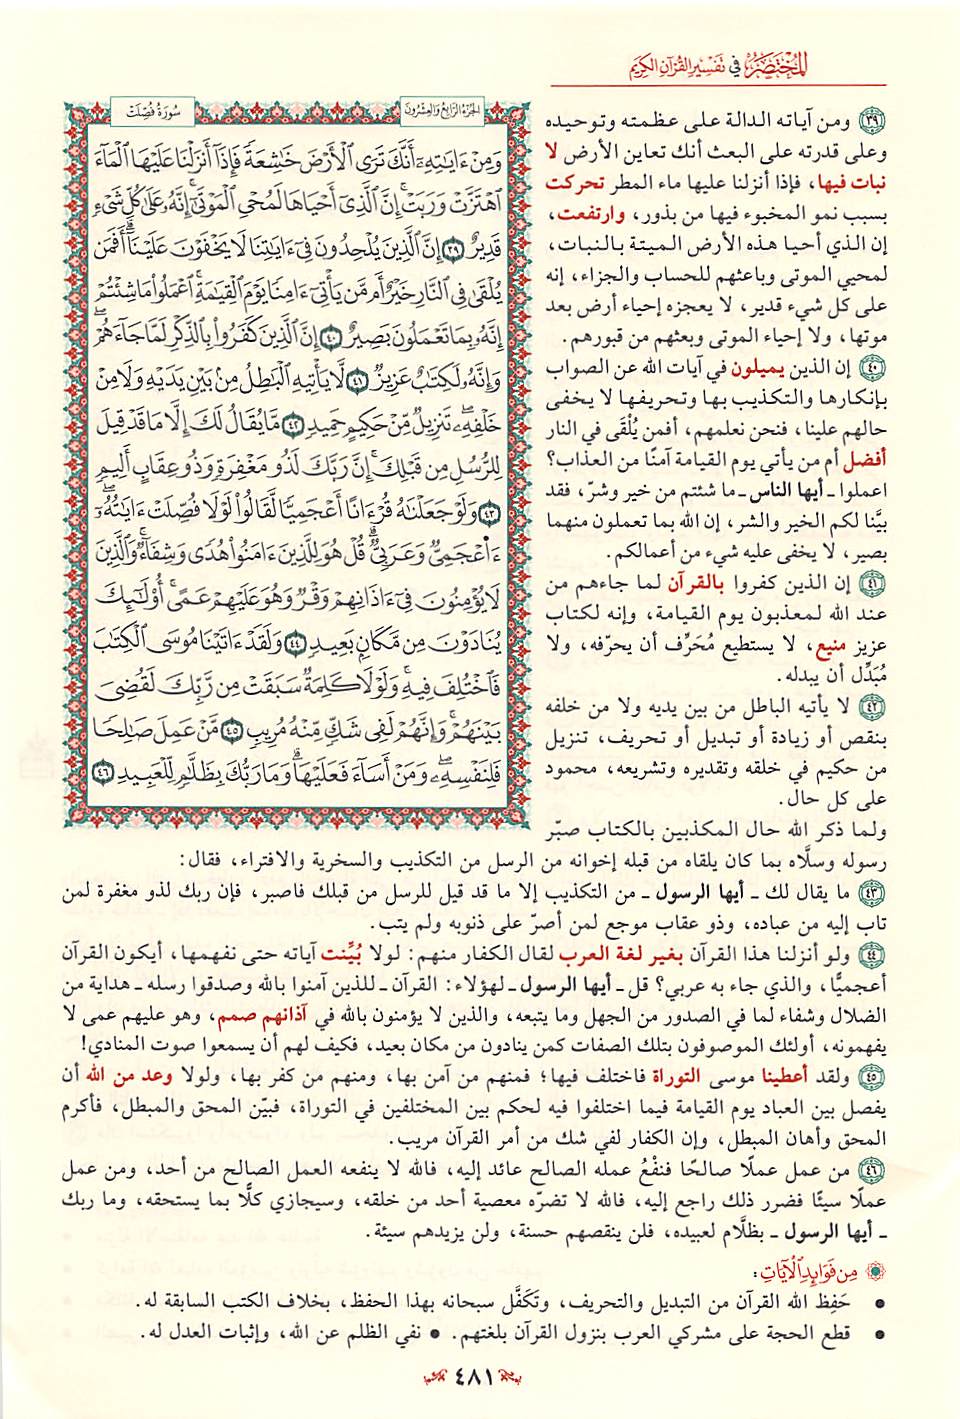 المختصر في تفسير القرآن الكريم
الجزء الرابع والعشرون
سورة فصلت
وَمِنْ ءَايَٰتِهِۦٓ أَنَّكَ تَرَى ٱلْأَرْضَ خَٰشِعَةً فَإِذَآ أَنزَلْنَا عَلَيْهَا ٱلْمَآءَ
ٱهْتَزَّتْ وَرَبَتْ ۚ إِنَّ ٱلَّذِىٓ أَحْيَاهَا لَمُحْىِ ٱلْمَوْتَىٰٓ ۚ إِنَّهُۥ عَلَىٰ كُلِّ شَىْءٍ
قَدِيرٌ ٣٩ إِنَّ ٱلَّذِينَ يُلْحِدُونَ فِىٓ ءَايَٰتِنَا لَا يَخْفَوْنَ عَلَيْنَآ ۗ أَفَمَن
يُلْقَىٰ فِى ٱلنَّارِ خَيْرٌ أَم مَّن يَأْتِىٓ ءَامِنًا يَوْمَ ٱلْقِيَٰمَةِ ۚ ٱعْمَلُوا۟ مَا شِئْتُمْ ۖ
إِنَّهُۥ بِمَا تَعْمَلُونَ بَصِيرٌ ٤٠ إِنَّ ٱلَّذِينَ كَفَرُوا۟ بِٱلذِّكْرِ لَمَّا جَآءَهُمْ ۖ
وَإِنَّهُۥ لَكِتَٰبٌ عَزِيزٌ ٤١ لَّا يَأْتِيهِ ٱلْبَٰطِلُ مِنۢ بَيْنِ يَدَيْهِ وَلَا مِنْ
خَلْفِهِۦ ۖ تَنزِيلٌ مِّنْ حَكِيمٍ حَمِيدٍ ٤٢ مَّا يُقَالُ لَكَ إِلَّا مَا قَدْ قِيلَ
لِلرُّسُلِ مِن قَبْلِكَ ۚ إِنَّ رَبَّكَ لَذُو مَغْفِرَةٍ وَذُو عِقَابٍ أَلِيمٍ
٤٣ وَلَوْ جَعَلْنَٰهُ قُرْءَانًا أَعْجَمِيًّا لَّقَالُوا۟ لَوْلَا فُصِّلَتْ ءَايَٰتُهُۥٓ ۖ
ءَا۬عْجَمِىٌّ وَعَرَبِىٌّ ۗ قُلْ هُوَ لِلَّذِينَ ءَامَنُوا۟ هُدًى وَشِفَآءٌ ۖ وَٱلَّذِينَ
لَا يُؤْمِنُونَ فِىٓ ءَاذَانِهِمْ وَقْرٌ وَهُوَ عَلَيْهِمْ عَمًى ۚ أُو۟لَٰٓئِكَ
يُنَادَوْنَ مِن مَّكَانٍۭ بَعِيدٍ ٤٤ وَلَقَدْ ءَاتَيْنَا مُوسَى ٱلْكِتَٰبَ
فَٱخْتُلِفَ فِيهِ ۗ وَلَوْلَا كَلِمَةٌ سَبَقَتْ مِن رَّبِّكَ لَقُضِىَ
بَيْنَهُمْ ۚ وَإِنَّهُمْ لَفِى شَكٍّ مِّنْهُ مُرِيبٍ ٤٥ مَّنْ عَمِلَ صَٰلِحًا
فَلِنَفْسِهِۦ ۖ وَمَنْ أَسَآءَ فَعَلَيْهَا ۗ وَمَا رَبُّكَ بِظَلَّٰمٍ لِّلْعَبِيدِ ٤٦
٣٩ ومن آياته الدالة على عظمته وتوحيده
وعلى قدرته على البعث أنك تعاين الأرض لا
نبات فيها، فإذا أنزلنا عليها ماء المطر تحركت
بسبب نمو المخبوء فيها من بذور، وارتفعت،
إن الذي أحيا هذه الأرض الميتة بالنبات،
لمحيي الموتى وباعثهم للحساب والجزاء، إنه
على كل شيء قدير، لا يعجزه إحياء أرض بعد
موتها، ولا إحياء الموتى وبعثهم من قبورهم.
٤٠ إن الذين يميلون في آيات الله عن الصواب
بإنكارها والتكذيب بها وتحريفها لا يخفى
حالهم علينا، فنحن نعلمهم، أفمن يُلْقَى في النار
أفضل أم من يأتي يوم القيامة آمنًا من العذاب؟
اعملوا ـ أيها الناس ـ ما شئتم من خير وشرّ، فقد
بيَّنا لكم الخير والشر، إن الله بما تعملون منهما
بصير، لا يخفى عليه شيء من أعمالكم.
٤١ إن الذين كفروا بالقرآن لما جاءهم من
عند الله لمعذبون يوم القيامة، وإنه لكتاب
عزيز منيع، لا يستطيع مُحَرِّف أن يحرّفه، ولا
مُبَدِّل أن يبدله.
٤٢ لا يأتيه الباطل من بين يديه ولا من خلفه
بنقص أو زيادة أو تبديل أو تحريف، تنزيل
من حكيم في خلقه وتقديره وتشريعه، محمود
على كل حال.
ولما ذكر الله حال المكذبين بالكتاب صبّر
رسوله وسلَّاه بما كان يلقاه من قبله إخوانه من الرسل من التكذيب والسخرية والافتراء، فقال:
٤٣ ما يقال لك ـ أيها الرسول ـ من التكذيب إلا ما قد قيل للرسل من قبلك فاصبر، فإن ربك لذو مغفرة لمن
تاب إليه من عباده، وذو عقاب موجع لمن أصرّ على ذنوبه ولم يتب.
٤٤ ولو أنزلنا هذا القرآن بغير لغة العرب لقال الكفار منهم: لولا بُيِّنت آياته حتى نفهمها، أيكون القرآن
أعجميًّا، والذي جاء به عربي؟ قل ـ أيها الرسول ـ لهؤلاء: القرآن ـ للذين آمنوا بالله وصدقوا رسله ـ هداية من
الضلال وشفاء لما في الصدور من الجهل وما يتبعه، والذين لا يؤمنون بالله في آذانهم صمم، وهو عليهم عمى لا
يفهمونه، أولئك الموصوفون بتلك الصفات كمن ينادون من مكان بعيد، فكيف لهم أن يسمعوا صوت المنادي!
٤٥ ولقد أعطينا موسى التوراة فاختلف فيها؛ فمنهم من آمن بها، ومنهم من كفر بها، ولولا وعد من الله أن
يفصل بين العباد يوم القيامة فيما اختلفوا فيه لحكم بين المختلفين في التوراة، فبيّن المحق والمبطل، فأكرم
المحق وأهان المبطل، وإن الكفار لفي شك من أمر القرآن مريب.
٤٦ من عمل عملًا صالحًا فنفْعُ عمله الصالح عائد إليه، فالله لا ينفعه العمل الصالح من أحد، ومن عمل
عملًا سيئًا فضرر ذلك راجع إليه، فالله لا تضرّه معصية أحد من خلقه، وسيجازي كلًّا بما يستحقه، وما ربك
ـ أيها الرسول ـ بظلَّام لعبيده، فلن ينقصهم حسنة، ولن يزيدهم سيئة.
مِن فَوَائِدِ الآيَاتِ:
• حَفِظ الله القرآن من التبديل والتحريف، وتَكَفَّل سبحانه بهذا الحفظ، بخلاف الكتب السابقة له.
• قطع الحجة على مشركي العرب بنزول القرآن بلغتهم. • نفي الظلم عن الله، وإثبات العدل له.
٤٨١